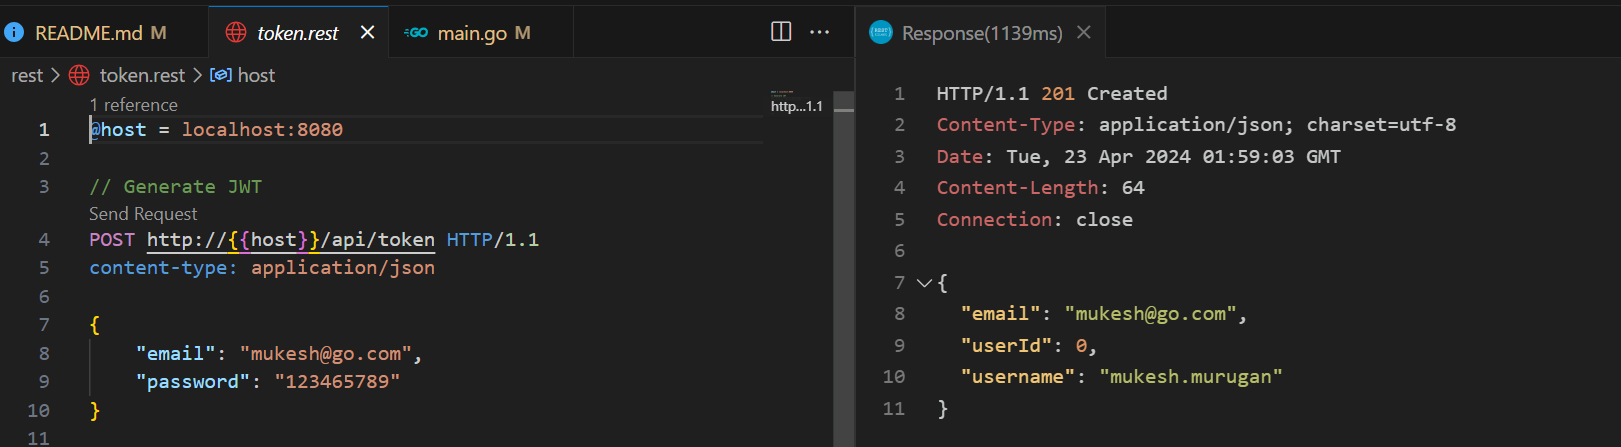 README.md M token.rest main.go M
rest > token.rest > host
1 reference
1 @host = localhost:8080
2
3 // Generate JWT
Send Request
4 POST http://{{host}}/api/token HTTP/1.1
5 content-type: application/json
6
7 {
8 "email": "mukesh@go.com",
9 "password": "123465789"
10 }
11
http...1.1
Response(1139ms)
1 HTTP/1.1 201 Created
2 Content-Type: application/json; charset=utf-8
3 Date: Tue, 23 Apr 2024 01:59:03 GMT
4 Content-Length: 64
5 Connection: close
6
7 {
8 "email": "mukesh@go.com",
9 "userId": 0,
10 "username": "mukesh.murugan"
11 }